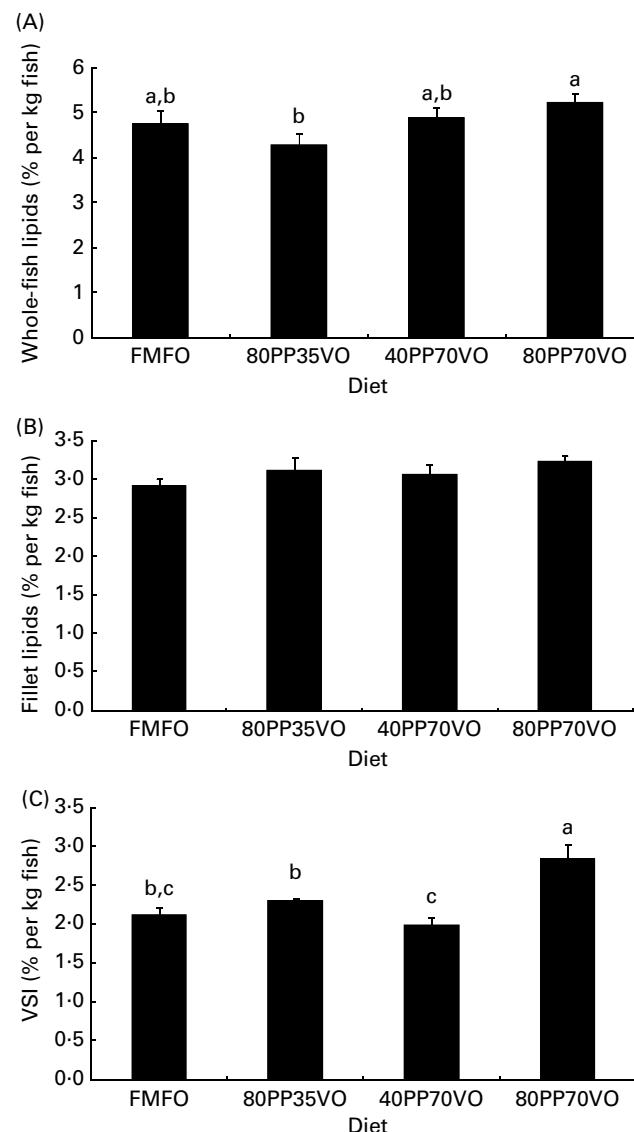 (A)
Whole-fish lipids (% per kg fish)
6
5
4
3
2
1
0
a,b
b
a,b
a
FMFO 80PP35VO 40PP70VO 80PP70VO
Diet
(B)
Fillet lipids (% per kg fish)
3·5
3·0
2·5
2·0
1·5
1·0
0·5
0·0
FMFO 80PP35VO 40PP70VO 80PP70VO
Diet
(C)
VSI (% per kg fish)
3·5
3·0
2·5
2·0
1·5
1·0
0·5
0·0
b,c
b
c
a
FMFO 80PP35VO 40PP70VO 80PP70VO
Diet